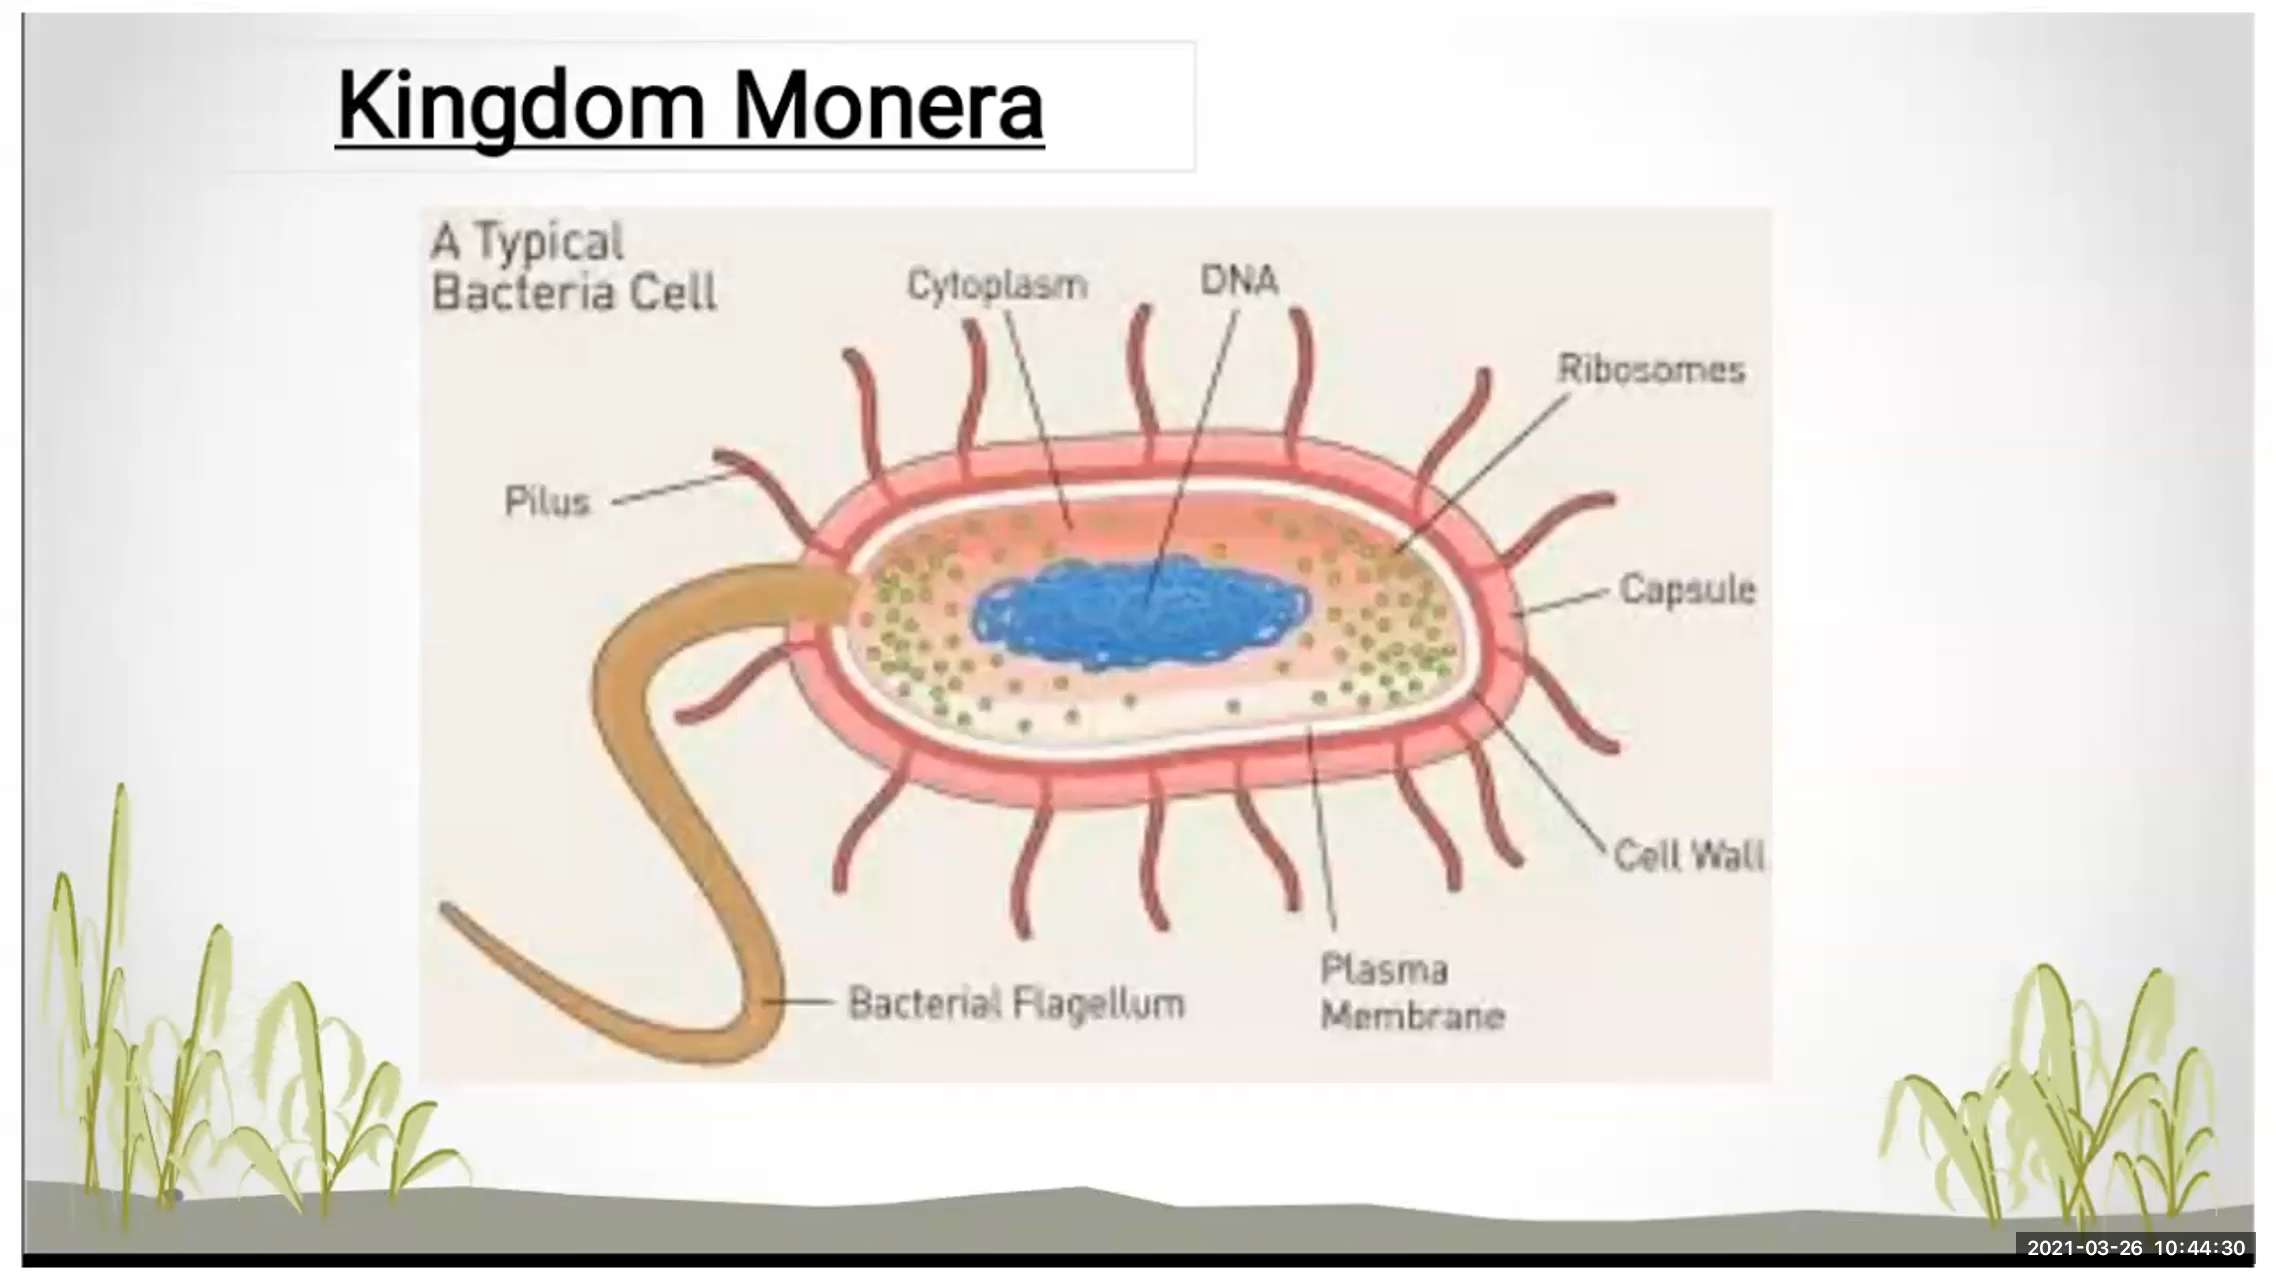 Kingdom Monera
A Typical
Bacteria Cell
Cytoplasm
DNA
Ribosomes
Pilus
Capsule
Cell Wall
Plasma
Membrane
Bacterial Flagellum
2021-03-26 10:44:30